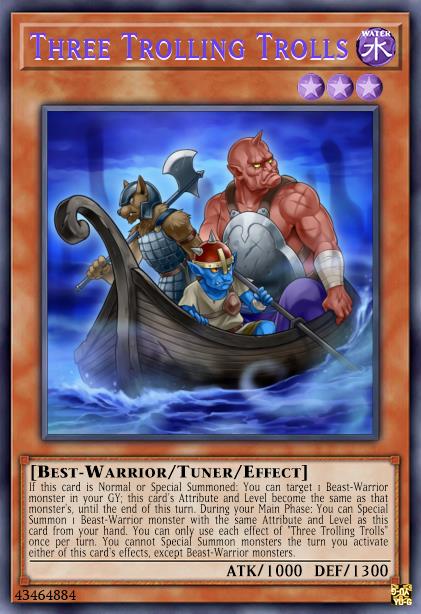 Three Trolling Trolls
WATER
水
[Best-Warrior/Tuner/Effect]
If this card is Normal or Special Summoned: You can target 1 Beast-Warrior
monster in your GY; this card's Attribute and Level become the same as that
monster's, until the end of this turn. During your Main Phase: You can Special
Summon 1 Beast-Warrior monster with the same Attribute and Level as this
card from your hand. You can only use each effect of "Three Trolling Trolls"
once per turn. You cannot Special Summon monsters the turn you activate
either of this card's effects, except Beast-Warrior monsters.
ATK/1000 DEF/1300
43464884